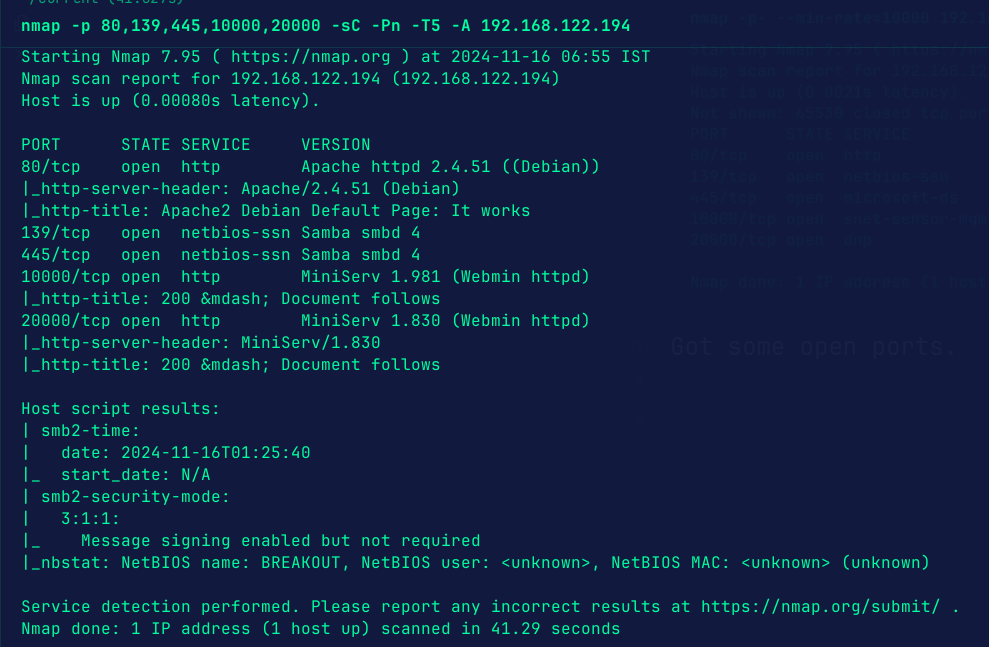 nmap -p 80,139,445,10000,20000 -sC -Pn -T5 -A 192.168.122.194
Starting Nmap 7.95 ( https://nmap.org ) at 2024-11-16 06:55 IST
Nmap scan report for 192.168.122.194 (192.168.122.194)
Host is up (0.00080s latency).
PORT      STATE SERVICE     VERSION
80/tcp    open  http        Apache httpd 2.4.51 ((Debian))
|_http-server-header: Apache/2.4.51 (Debian)
|_http-title: Apache2 Debian Default Page: It works
139/tcp   open  netbios-ssn Samba smbd 4
445/tcp   open  netbios-ssn Samba smbd 4
10000/tcp open  http        MiniServ 1.981 (Webmin httpd)
|_http-title: 200 &mdash; Document follows
20000/tcp open  http        MiniServ 1.830 (Webmin httpd)
|_http-server-header: MiniServ/1.830
|_http-title: 200 &mdash; Document follows
Got some open ports.
Host script results:
| smb2-time:
|   date: 2024-11-16T01:25:40
|_  start_date: N/A
| smb2-security-mode:
|   3:1:1:
|_    Message signing enabled but not required
|_nbstat: NetBIOS name: BREAKOUT, NetBIOS user: <unknown>, NetBIOS MAC: <unknown> (unknown)
Service detection performed. Please report any incorrect results at https://nmap.org/submit/ .
Nmap done: 1 IP address (1 host up) scanned in 41.29 seconds